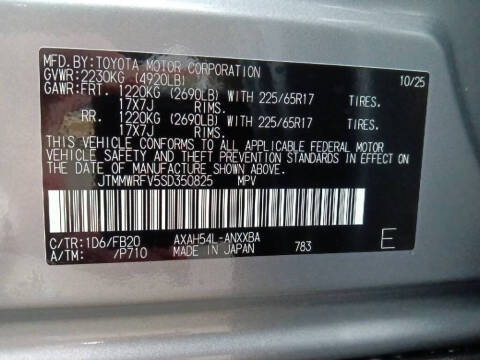 MFD.BY:TOYOTA MOTOR CORPORATION 10/25
GVWR:2230KG (4920LB)
GAWR:FRT. 1220KG (2690LB) WITH 225/65R17 TIRES.
17X7J RIMS.
RR. 1220KG (2690LB) WITH 225/65R17 TIRES.
17X7J RIMS.
THIS VEHICLE CONFORMS TO ALL APPLICABLE FEDERAL MOTOR
VEHICLE SAFETY AND THEFT PREVENTION STANDARDS IN EFFECT ON
THE DATE OF MANUFACTURE SHOWN ABOVE.
JTMMWRFV5SD350825 MPV
C/TR:1D6/FB20 AXAH54L-ANXXBA
A/TM: /P710 MADE IN JAPAN 783 E